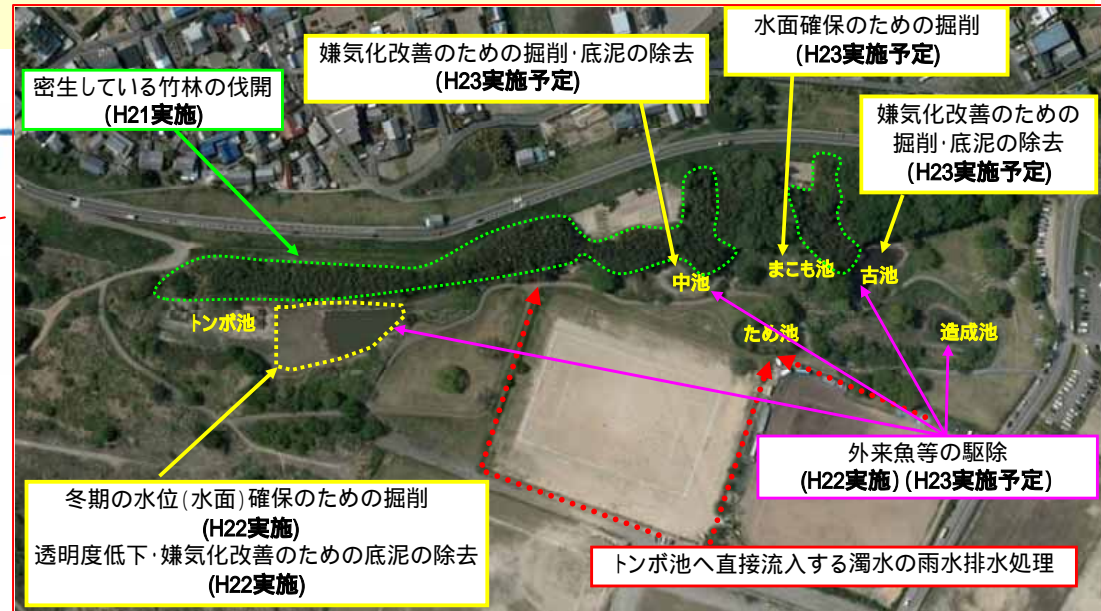 水面確保のための掘削
(H23実施予定)
嫌気化改善のための掘削･底泥の除去
(H23実施予定)
密生している竹林の伐開
(H21実施)
嫌気化改善のための
掘削･底泥の除去
(H23実施予定)
中池
まこも池
古池
トンボ池
ため池
造成池
外来魚等の駆除
(H22実施) (H23実施予定)
冬期の水位(水面)確保のための掘削
(H22実施)
透明度低下･嫌気化改善のための底泥の除去
(H22実施)
トンボ池へ直接流入する濁水の雨水排水処理